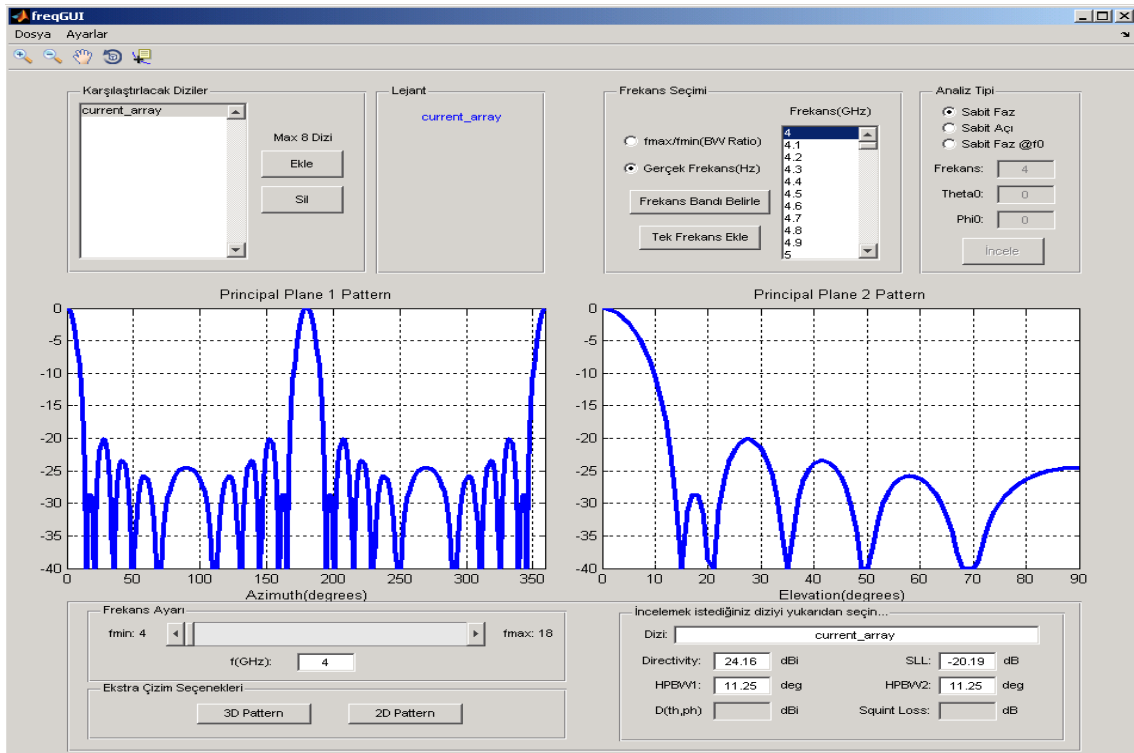 freqGUI
Dosya Ayarlar
Karşılaştırılacak Diziler
current_array
Max 8 Dizi
Ekle
Sil
Lejant
current_array
Frekans Seçimi
Frekans(GHz)
fmax/fmin(BW Ratio)
Gerçek Frekans(Hz)
Frekans Bandı Belirle
Tek Frekans Ekle
4
4.1
4.2
4.3
4.4
4.5
4.6
4.7
4.8
4.9
5
Analiz Tipi
Sabit Faz
Sabit Açı
Sabit Faz @f0
Frekans: 4
Theta0: 0
Phi0: 0
İncele
Principal Plane 1 Pattern
0
-5
-10
-15
-20
-25
-30
-35
-40
0 50 100 150 200 250 300 350
Azimuth(degrees)
Principal Plane 2 Pattern
0
-5
-10
-15
-20
-25
-30
-35
-40
0 10 20 30 40 50 60 70 80 90
Elevation(degrees)
Frekans Ayarı
fmin: 4 fmax: 18
f(GHz): 4
Ekstra Çizim Seçenekleri
3D Pattern 2D Pattern
İncelemek istediğiniz diziyi yukarıdan seçin...
Dizi: current_array
Directivity: 24.16 dBi SLL: -20.19 dB
HPBW1: 11.25 deg HPBW2: 11.25 deg
D(th,ph) dBi Squint Loss: dB